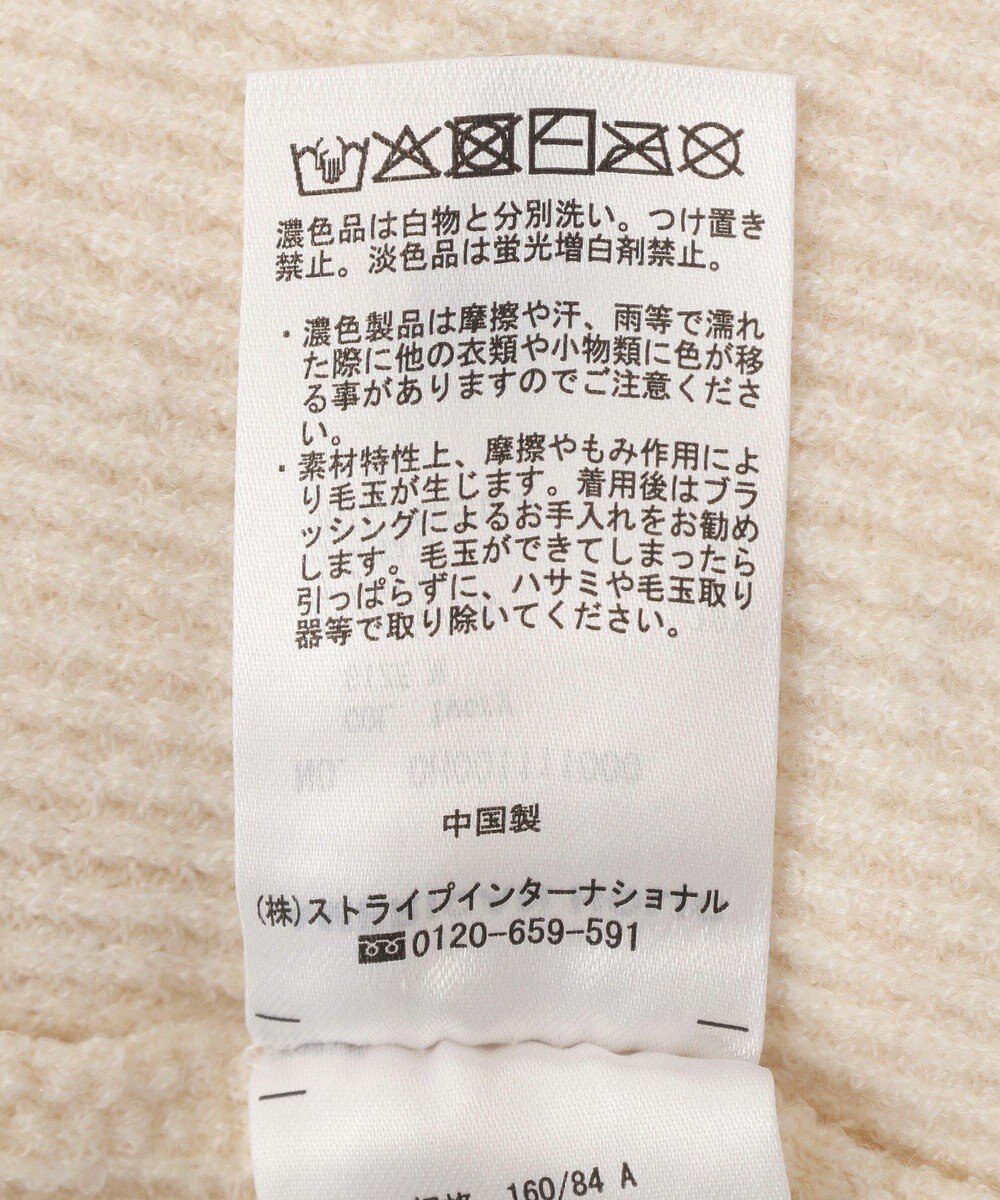 濃色品は白物と分別洗い。つけ置き
禁止。淡色品は蛍光増白剤禁止。
・濃色製品は摩擦や汗、雨等で濡れ
た際に他の衣類や小物類に色が移
る事がありますのでご注意くださ
い。
・素材特性上、摩擦やもみ作用によ
り毛玉が生じます。着用後はブラ
ッシングによるお手入れをお勧め
します。毛玉ができてしまったら
引っぱらずに、ハサミや毛玉取り
器等で取り除いてください。
中国製
(株)ストライプインターナショナル
0120-659-591
160/84 A